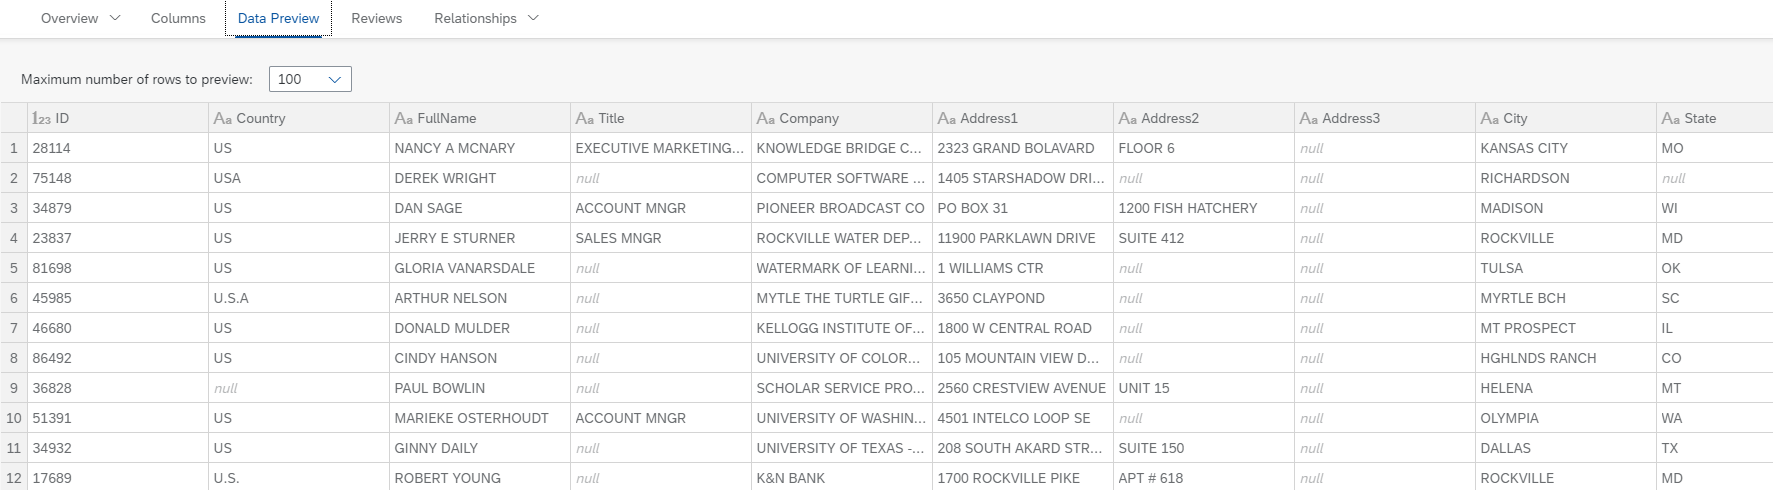 Overview Columns Data Preview Reviews Relationships
Maximum number of rows to preview: 100
123 ID Aa Country Aa FullName Aa Title Aa Company Aa Address1 Aa Address2 Aa Address3 Aa City Aa State
1 28114 US NANCY A MCNARY EXECUTIVE MARKETING... KNOWLEDGE BRIDGE C... 2323 GRAND BOLAVARD FLOOR 6 null KANSAS CITY MO
2 75148 USA DEREK WRIGHT null COMPUTER SOFTWARE ... 1405 STARSHADOW DRI... null null RICHARDSON null
3 34879 US DAN SAGE ACCOUNT MNGR PIONEER BROADCAST CO PO BOX 31 1200 FISH HATCHERY null MADISON WI
4 23837 US JERRY E STURNER SALES MNGR ROCKVILLE WATER DEP... 11900 PARKLAWN DRIVE SUITE 412 null ROCKVILLE MD
5 81698 US GLORIA VANARSDALE null WATERMARK OF LEARNI... 1 WILLIAMS CTR null null TULSA OK
6 45985 U.S.A ARTHUR NELSON null MYTLE THE TURTLE GIF... 3650 CLAYPOND null null MYRTLE BCH SC
7 46680 US DONALD MULDER null KELLOGG INSTITUTE OF... 1800 W CENTRAL ROAD null null MT PROSPECT IL
8 86492 US CINDY HANSON null UNIVERSITY OF COLOR... 105 MOUNTAIN VIEW D... null null HGHLNDS RANCH CO
9 36828 null PAUL BOWLIN null SCHOLAR SERVICE PRO... 2560 CRESTVIEW AVENUE UNIT 15 null HELENA MT
10 51391 US MARIEKE OSTERHOUDT ACCOUNT MNGR UNIVERSITY OF WASHIN... 4501 INTELCO LOOP SE null null OLYMPIA WA
11 34932 US GINNY DAILY null UNIVERSITY OF TEXAS -... 208 SOUTH AKARD STR... SUITE 150 null DALLAS TX
12 17689 U.S. ROBERT YOUNG null K&N BANK 1700 ROCKVILLE PIKE APT # 618 null ROCKVILLE MD